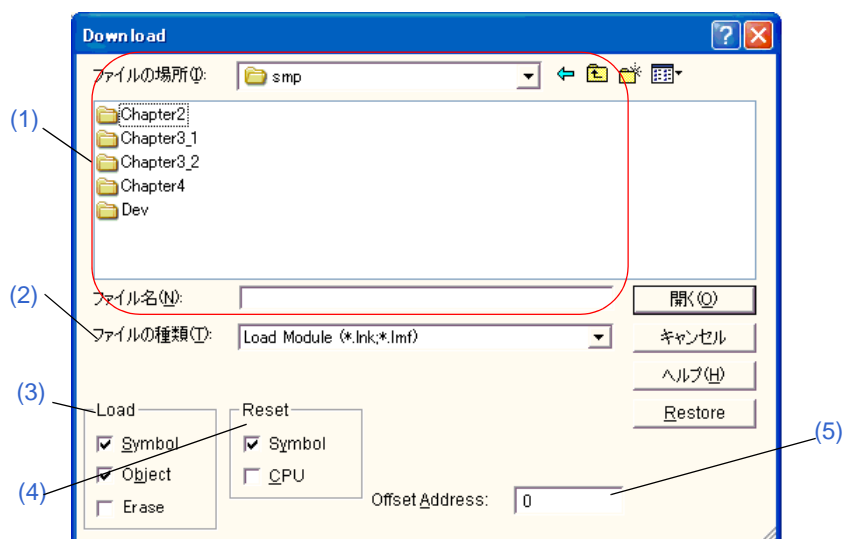 Download
ファイルの場所(I):
smp
(1)
Chapter2
Chapter3_1
Chapter3_2
Chapter4
Dev
(2)
ファイル名(N):
開く(O)
ファイルの種類(T):
Load Module (*.lnk;*.lmf)
キャンセル
ヘルプ(H)
(3)
Load
Reset
Restore
(5)
Symbol
Symbol
Object
CPU
(4)
Erase
Offset Address:
0